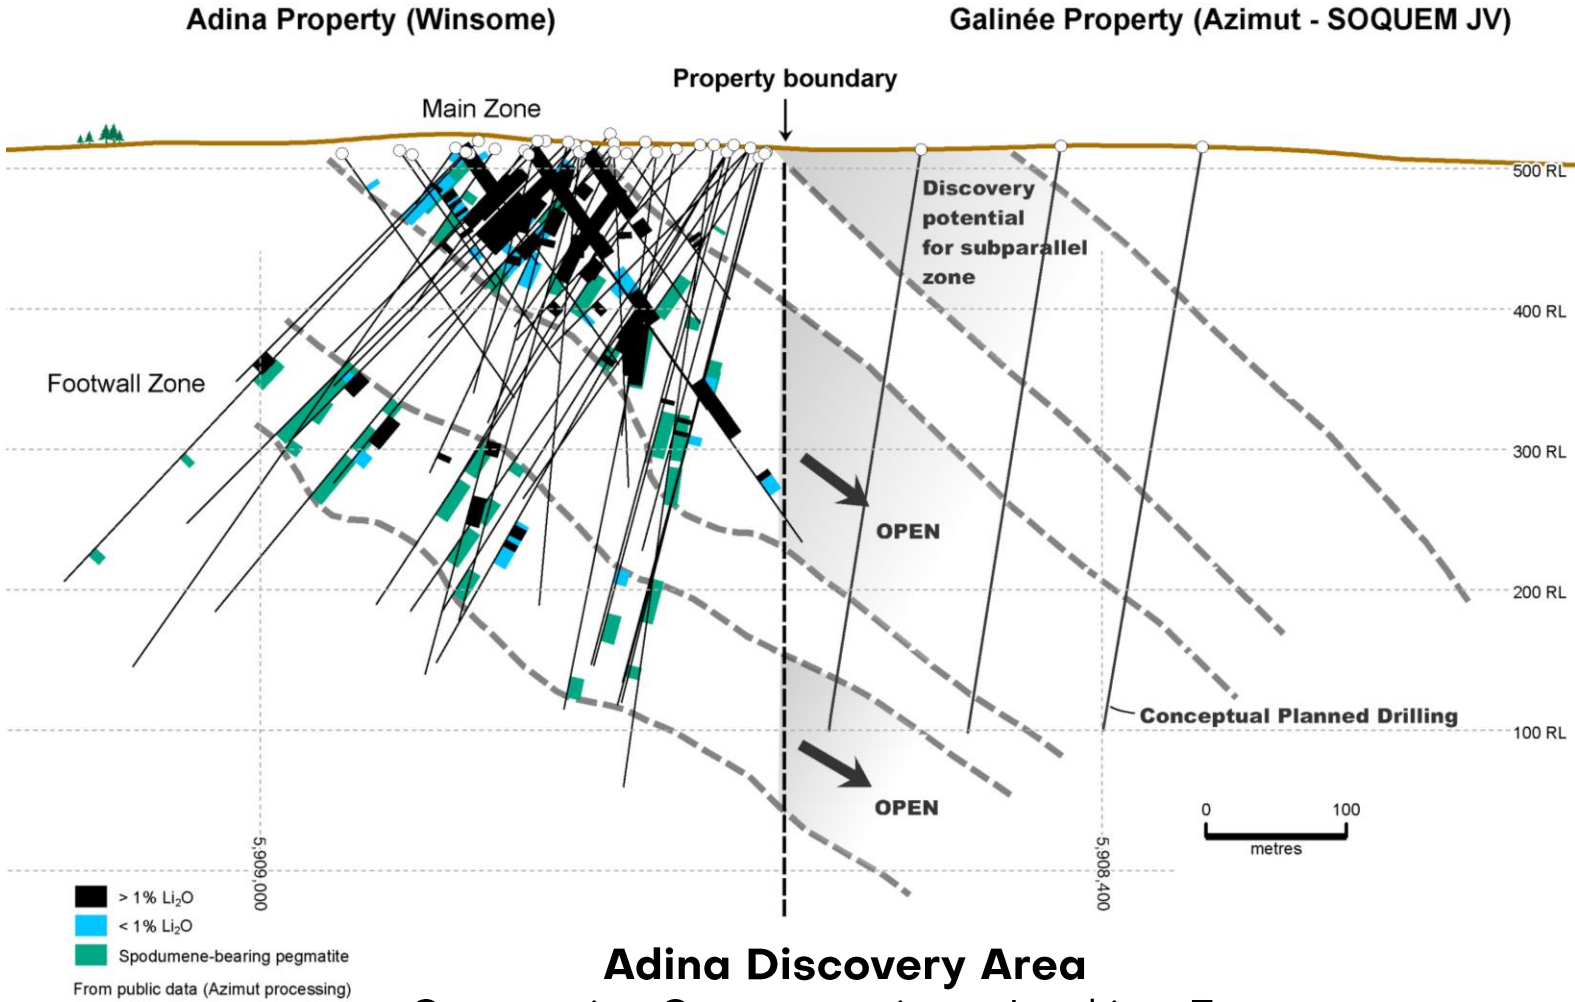 Adina Property (Winsome)
Galinée Property (Azimut - SOQUEM JV)
Property boundary
Main Zone
500 RL
Discovery
potential
for subparallel
zone
400 RL
Footwall Zone
300 RL
OPEN
200 RL
Conceptual Planned Drilling
100 RL
OPEN
0 100
metres
5,909,000
5,908,400
> 1% Li₂O
< 1% Li₂O
Spodumene-bearing pegmatite
From public data (Azimut processing)
Adina Discovery Area